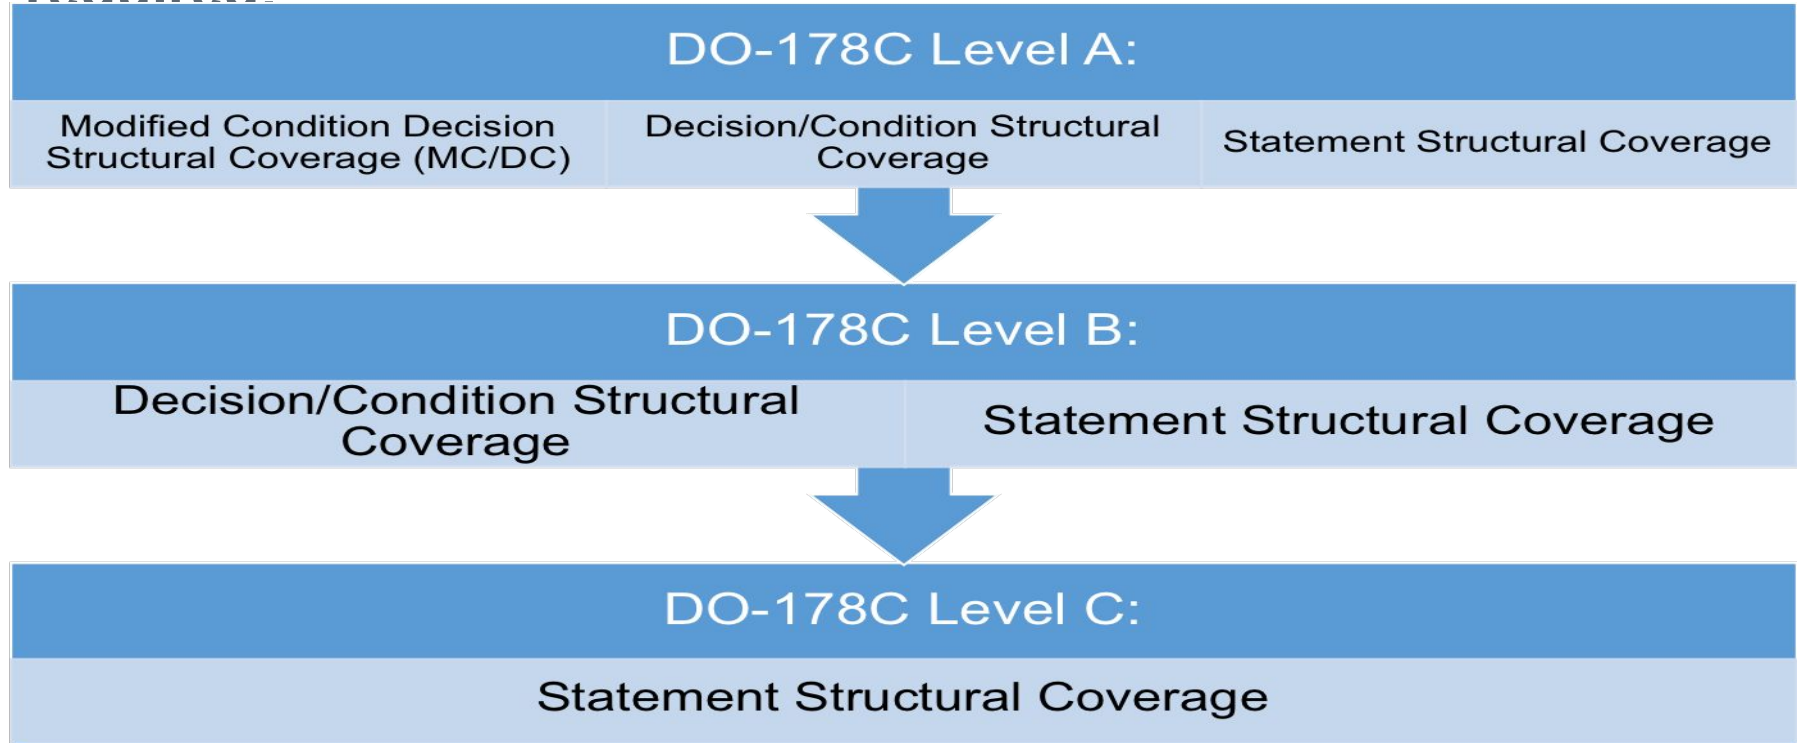 DO-178C Level A:
Modified Condition Decision
Structural Coverage (MC/DC)
Decision/Condition Structural
Coverage
Statement Structural Coverage
DO-178C Level B:
Decision/Condition Structural
Coverage
Statement Structural Coverage
DO-178C Level C:
Statement Structural Coverage